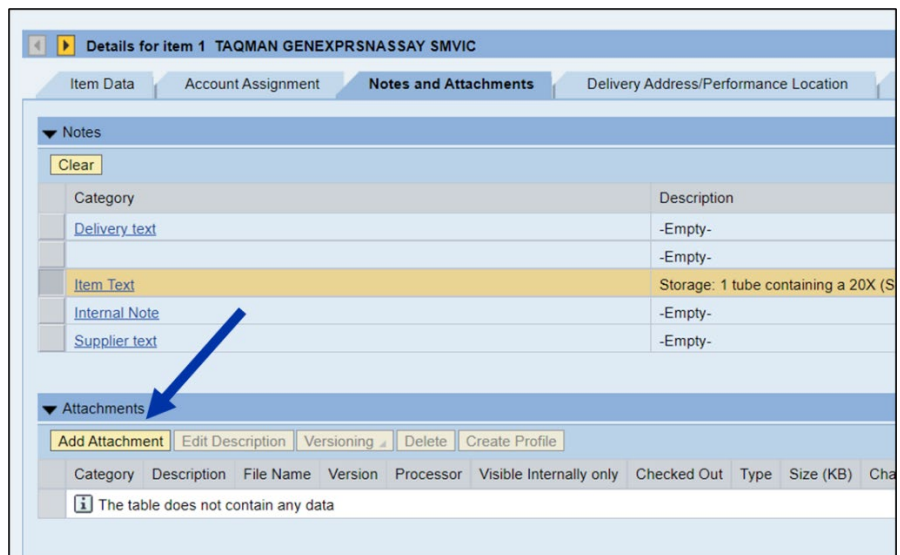 Details for item 1 TAQMAN GENEXPRSNASSAY SMVIC
Item Data Account Assignment Notes and Attachments Delivery Address/Performance Location
Notes
Clear
Category Description
Delivery text -Empty-
-Empty-
Item Text Storage: 1 tube containing a 20X (S
Internal Note -Empty-
Supplier text -Empty-
Attachments
Add Attachment Edit Description Versioning Delete Create Profile
Category Description File Name Version Processor Visible Internally only Checked Out Type Size (KB) Cha
The table does not contain any data